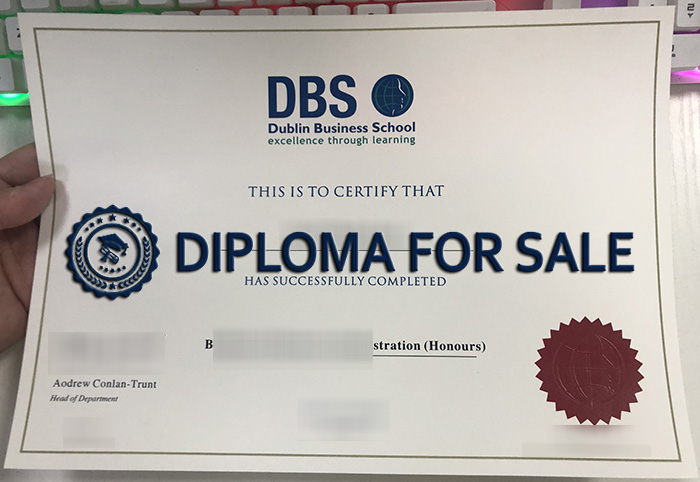 DBS
Dublin Business School
excellence through learning
THIS IS TO CERTIFY THAT
DIPLOMA FOR SALE
HAS SUCCESSFULLY COMPLETED
B stration (Honours)
Aodrew Conlan-Trunt
Head of Department